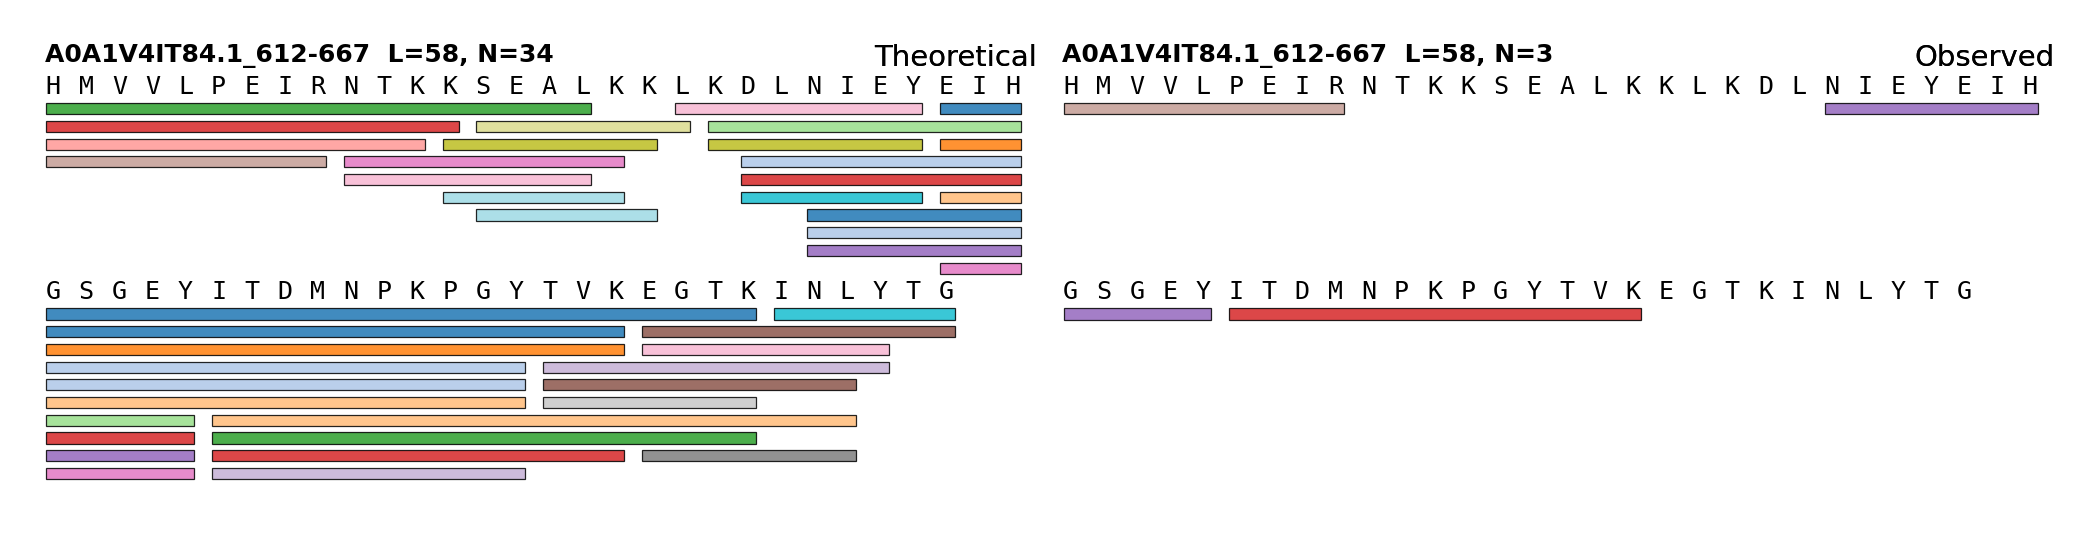 A0A1V4IT84.1_612-667 L=58, N=34
Theoretical
H M V V L P E I R N T K K S E A L K K L K D L N I E Y E I H
G S G E Y I T D M N P K P G Y T V K E G T K I N L Y T G
A0A1V4IT84.1_612-667 L=58, N=3
Observed
H M V V L P E I R N T K K S E A L K K L K D L N I E Y E I H
G S G E Y I T D M N P K P G Y T V K E G T K I N L Y T G